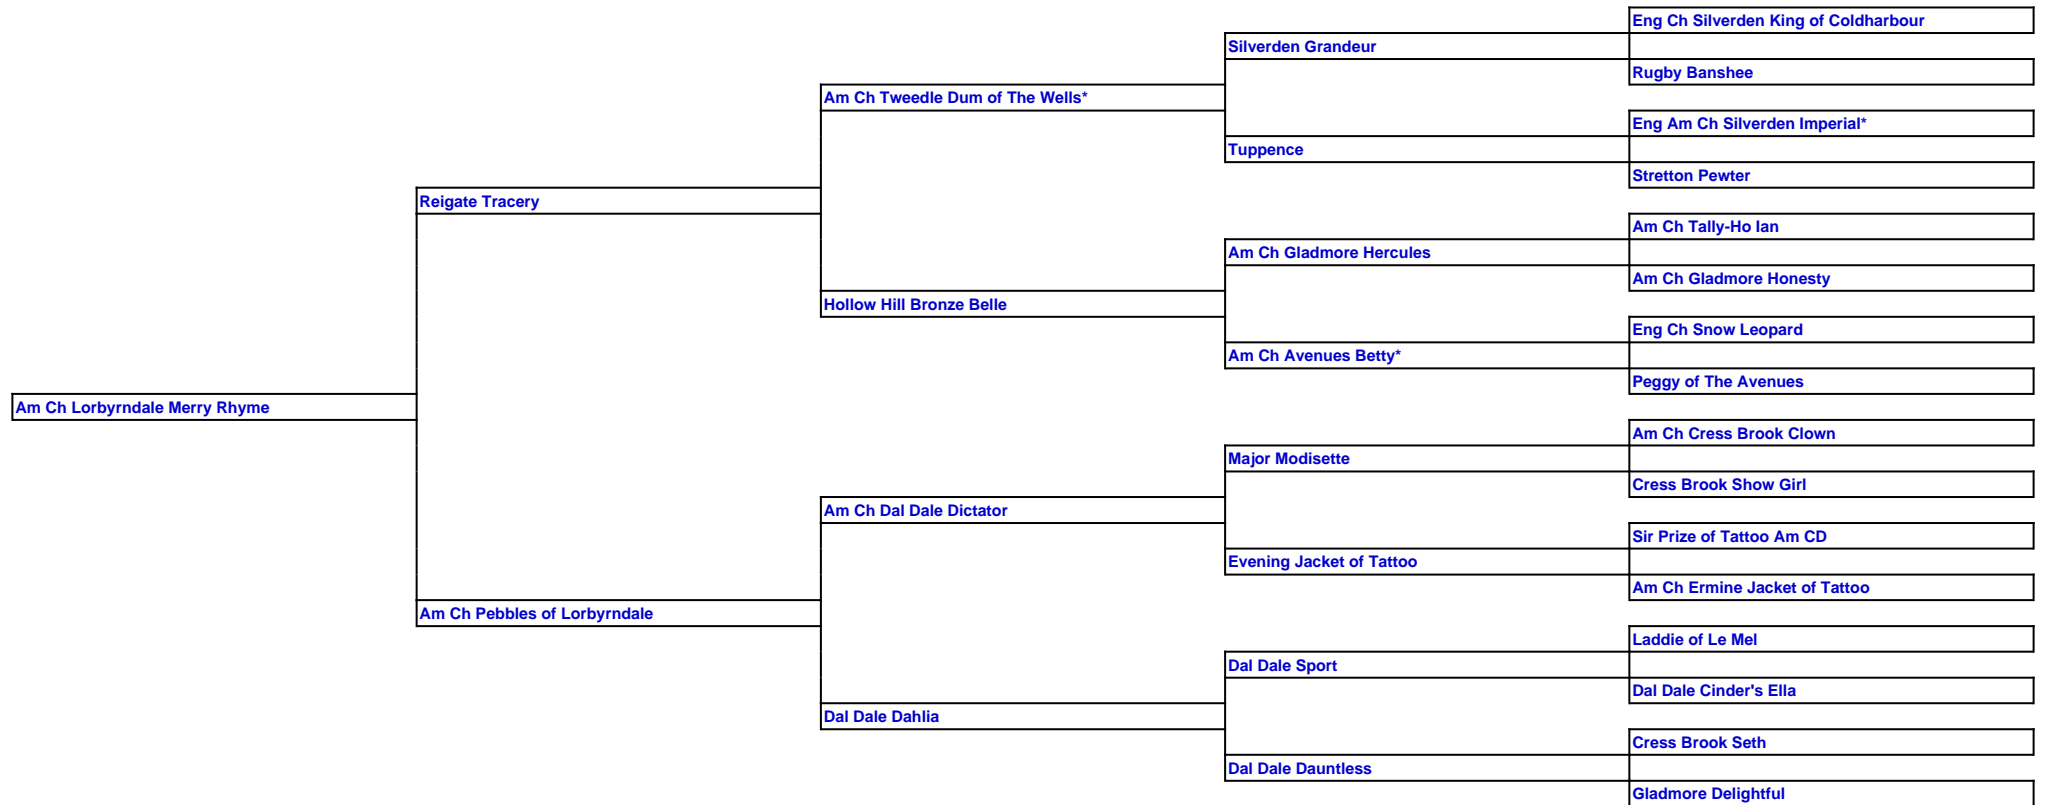 Eng Ch Silverden King of Coldharbour
Silverden Grandeur
Rugby Banshee
Am Ch Tweedle Dum of The Wells*
Eng Am Ch Silverden Imperial*
Tuppence
Stretton Pewter
Reigate Tracery
Am Ch Tally-Ho Ian
Am Ch Gladmore Hercules
Am Ch Gladmore Honesty
Hollow Hill Bronze Belle
Eng Ch Snow Leopard
Am Ch Avenues Betty*
Peggy of The Avenues
Am Ch Lorbyrndale Merry Rhyme
Am Ch Cress Brook Clown
Major Modisette
Cress Brook Show Girl
Am Ch Dal Dale Dictator
Sir Prize of Tattoo Am CD
Evening Jacket of Tattoo
Am Ch Ermine Jacket of Tattoo
Am Ch Pebbles of Lorbyrndale
Laddie of Le Mel
Dal Dale Sport
Dal Dale Cinder's Ella
Dal Dale Dahlia
Cress Brook Seth
Dal Dale Dauntless
Gladmore Delightful